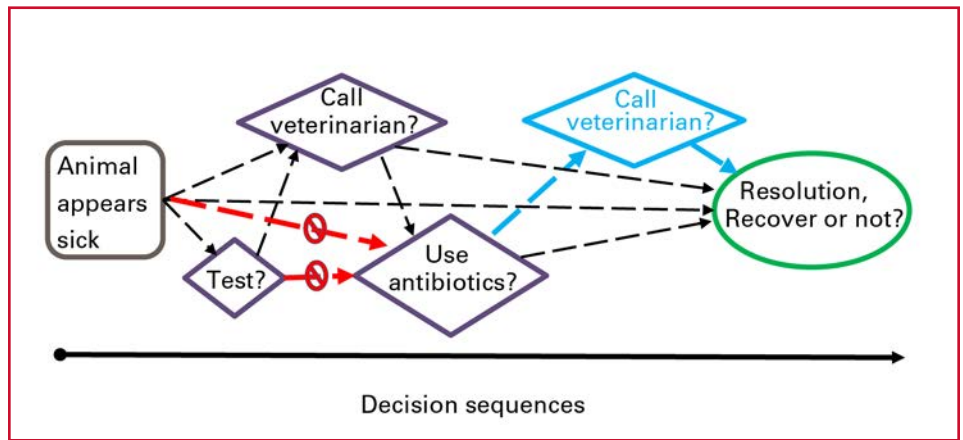 Animal
appears
sick
Call
veterinarian?
Test?
Use
antibiotics?
Call
veterinarian?
Resolution,
Recover or not?
Decision sequences